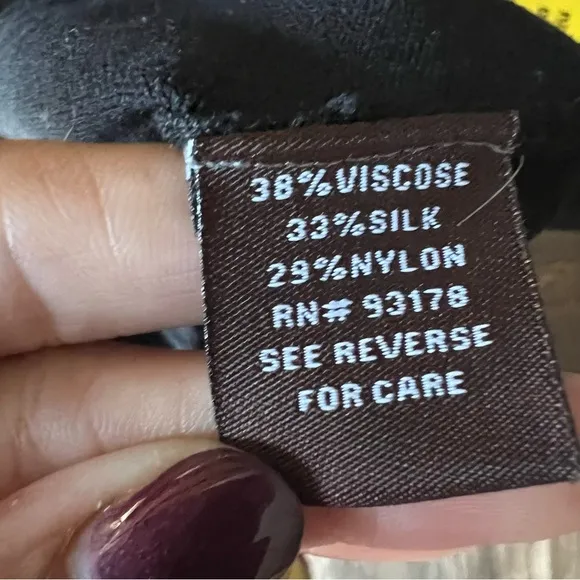 38%VISCOSE
33%SILK
29%NYLON
RN# 93178
SEE REVERSE
FOR CARE